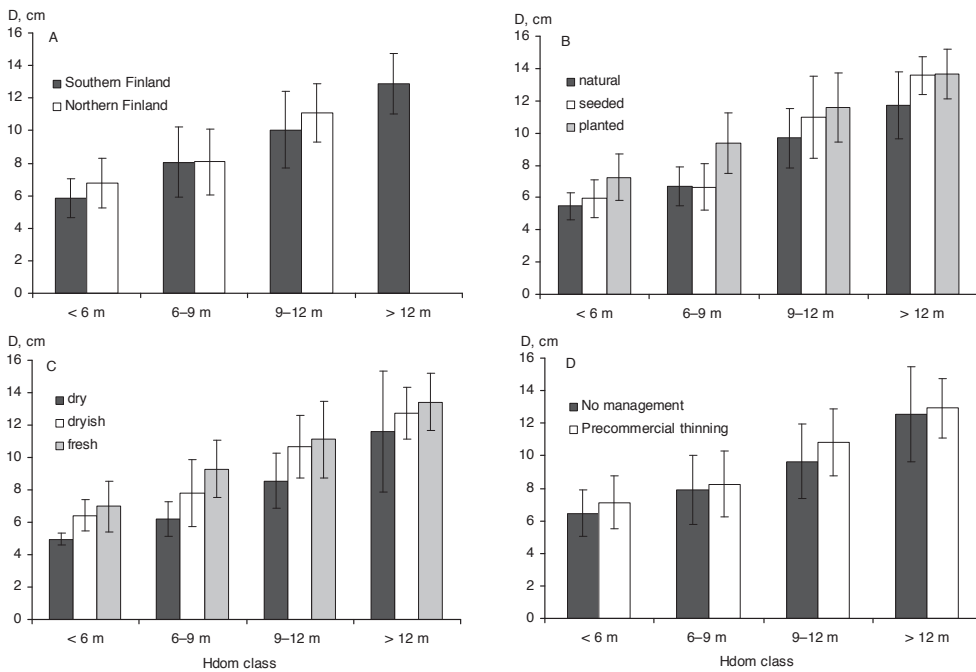 D, cm
A
16
14
12
10
8
6
4
2
0
Southern Finland
Northern Finland
< 6 m 6–9 m 9–12 m > 12 m
D, cm
B
16
14
12
10
8
6
4
2
0
natural
seeded
planted
< 6 m 6–9 m 9–12 m > 12 m
D, cm
C
16
14
12
10
8
6
4
2
0
dry
dryish
fresh
< 6 m 6–9 m 9–12 m > 12 m
Hdom class
D, cm
D
16
14
12
10
8
6
4
2
0
No management
Precommercial thinning
< 6 m 6–9 m 9–12 m > 12 m
Hdom class